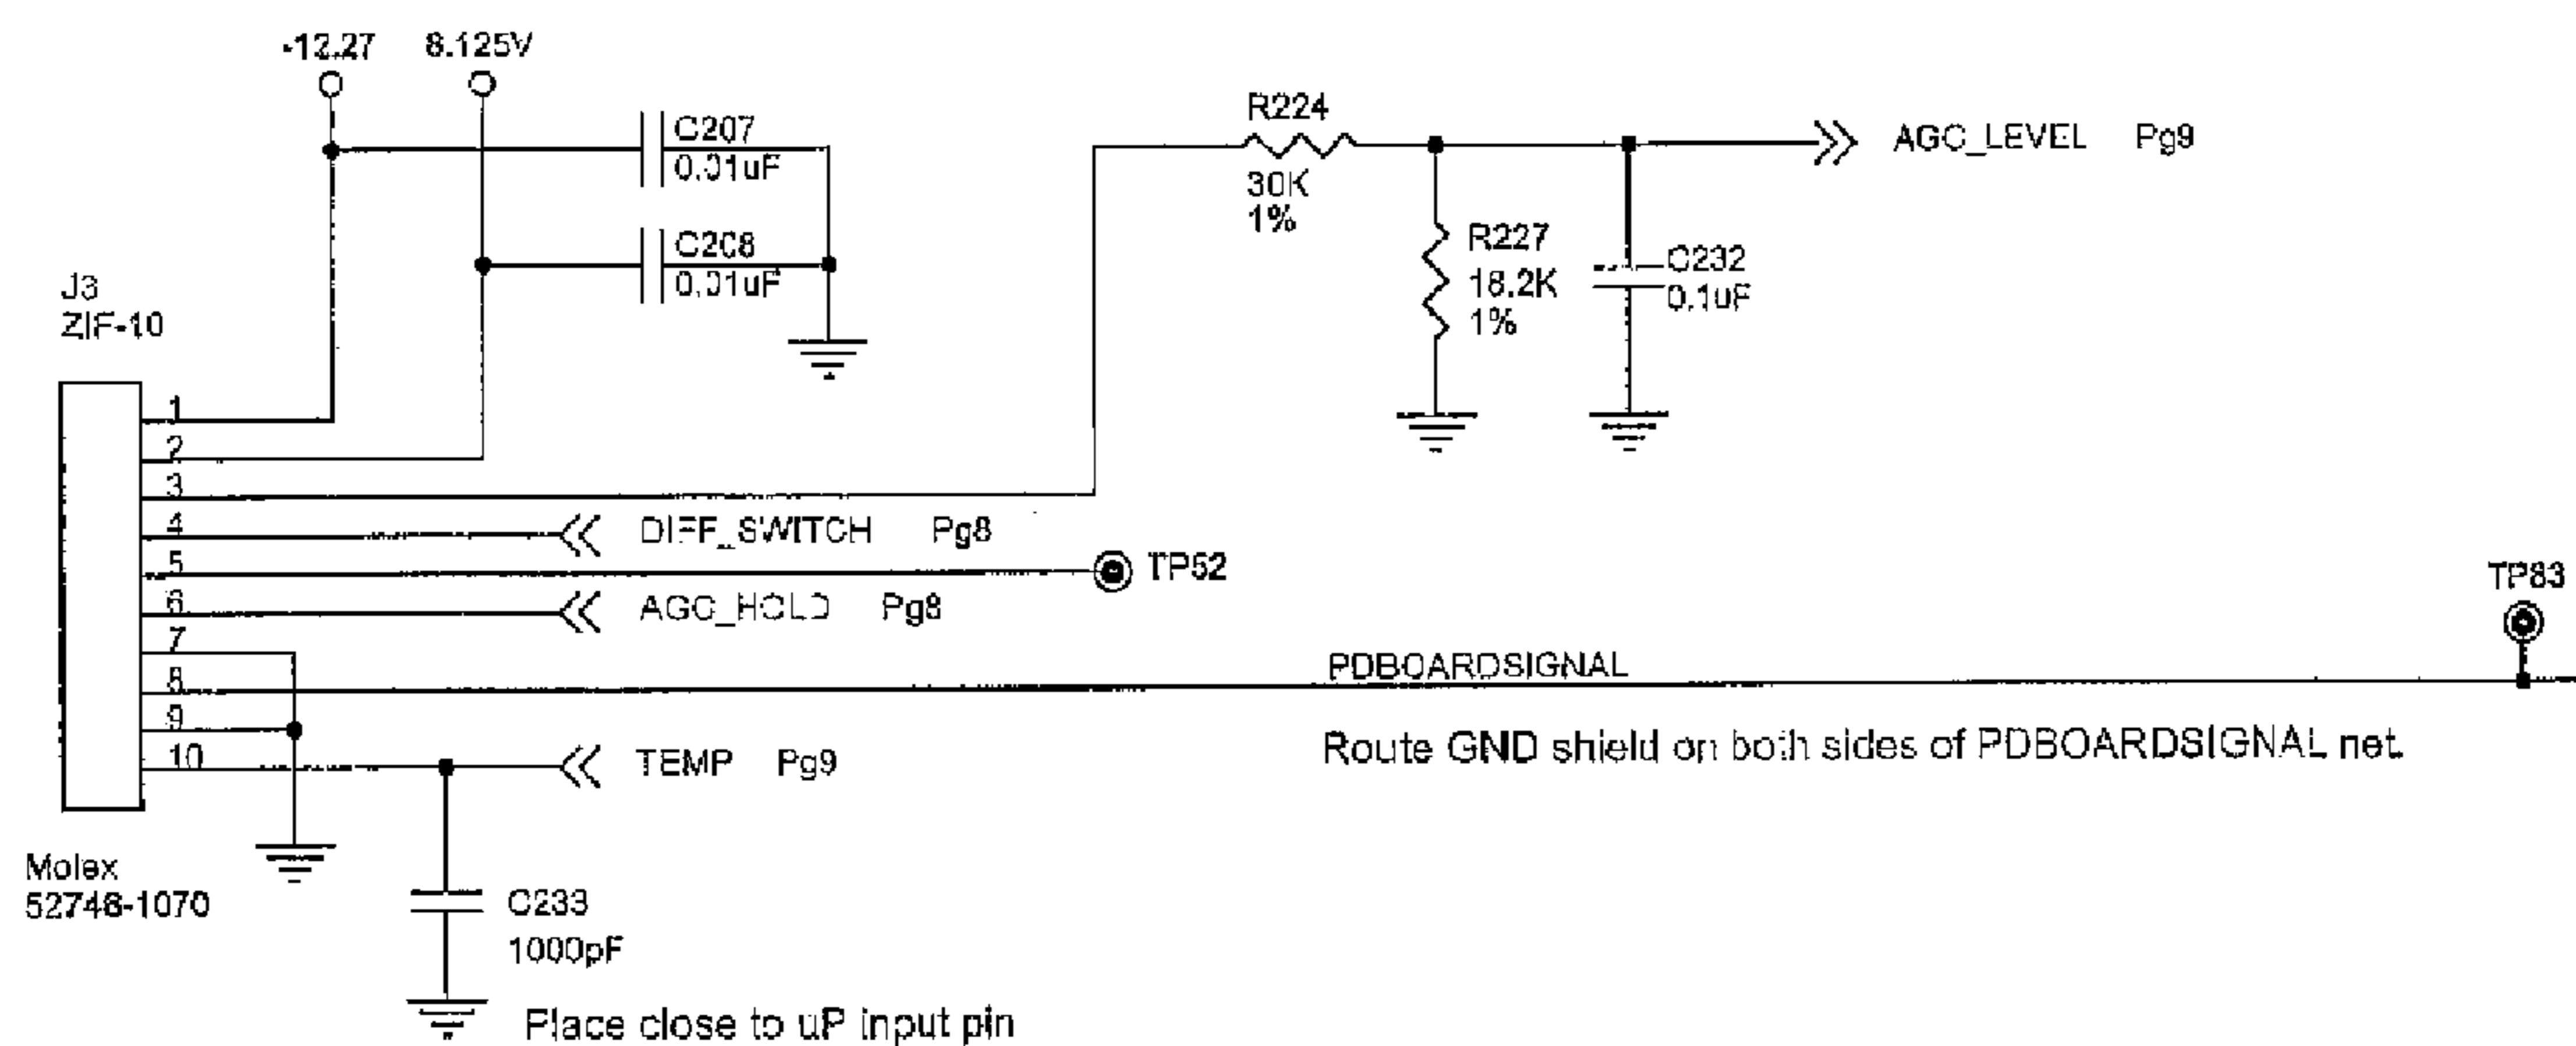 -12.27
8.125V
C207
0.01uF
C208
0.01uF
R224
30K
1%
AGC_LEVEL Pg9
R227
18.2K
1%
C232
0.1uF
J3
ZIF-10
1
2
3
4
DIFF_SWITCH Pg8
5
TP52
6
AGC_HOLD Pg8
7
8
PDBOARDSIGNAL
TP83
9
10
TEMP Pg9
Route GND shield on both sides of PDBOARDSIGNAL net.
Molex
52746-1070
C233
1000pF
Place close to uP input pin